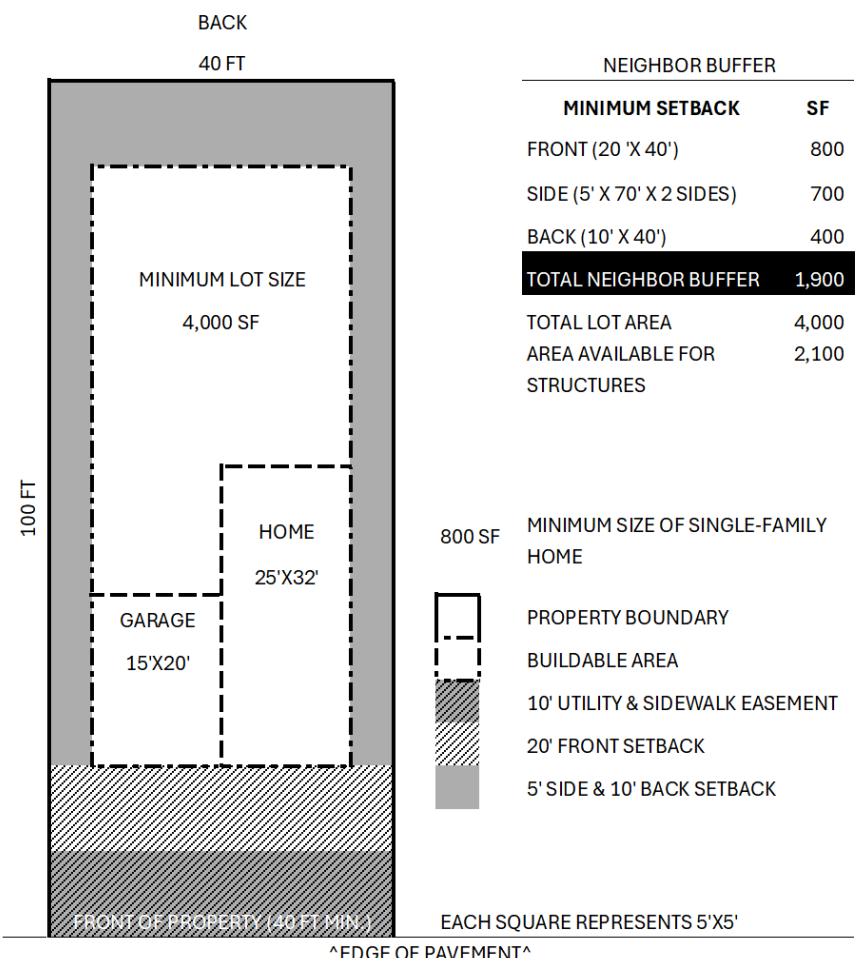 BACK
40 FT
100 FT
MINIMUM LOT SIZE
4,000 SF
HOME
25'X32'
GARAGE
15'X20'
FRONT OF PROPERTY (40 FT MIN.)
^EDGE OF PAVEMENT^
NEIGHBOR BUFFER
MINIMUM SETBACK SF
FRONT (20 'X 40') 800
SIDE (5' X 70' X 2 SIDES) 700
BACK (10' X 40') 400
TOTAL NEIGHBOR BUFFER 1,900
TOTAL LOT AREA 4,000
AREA AVAILABLE FOR 2,100
STRUCTURES
800 SF MINIMUM SIZE OF SINGLE-FAMILY
HOME
PROPERTY BOUNDARY
BUILDABLE AREA
10' UTILITY & SIDEWALK EASEMENT
20' FRONT SETBACK
5' SIDE & 10' BACK SETBACK
EACH SQUARE REPRESENTS 5'X5'